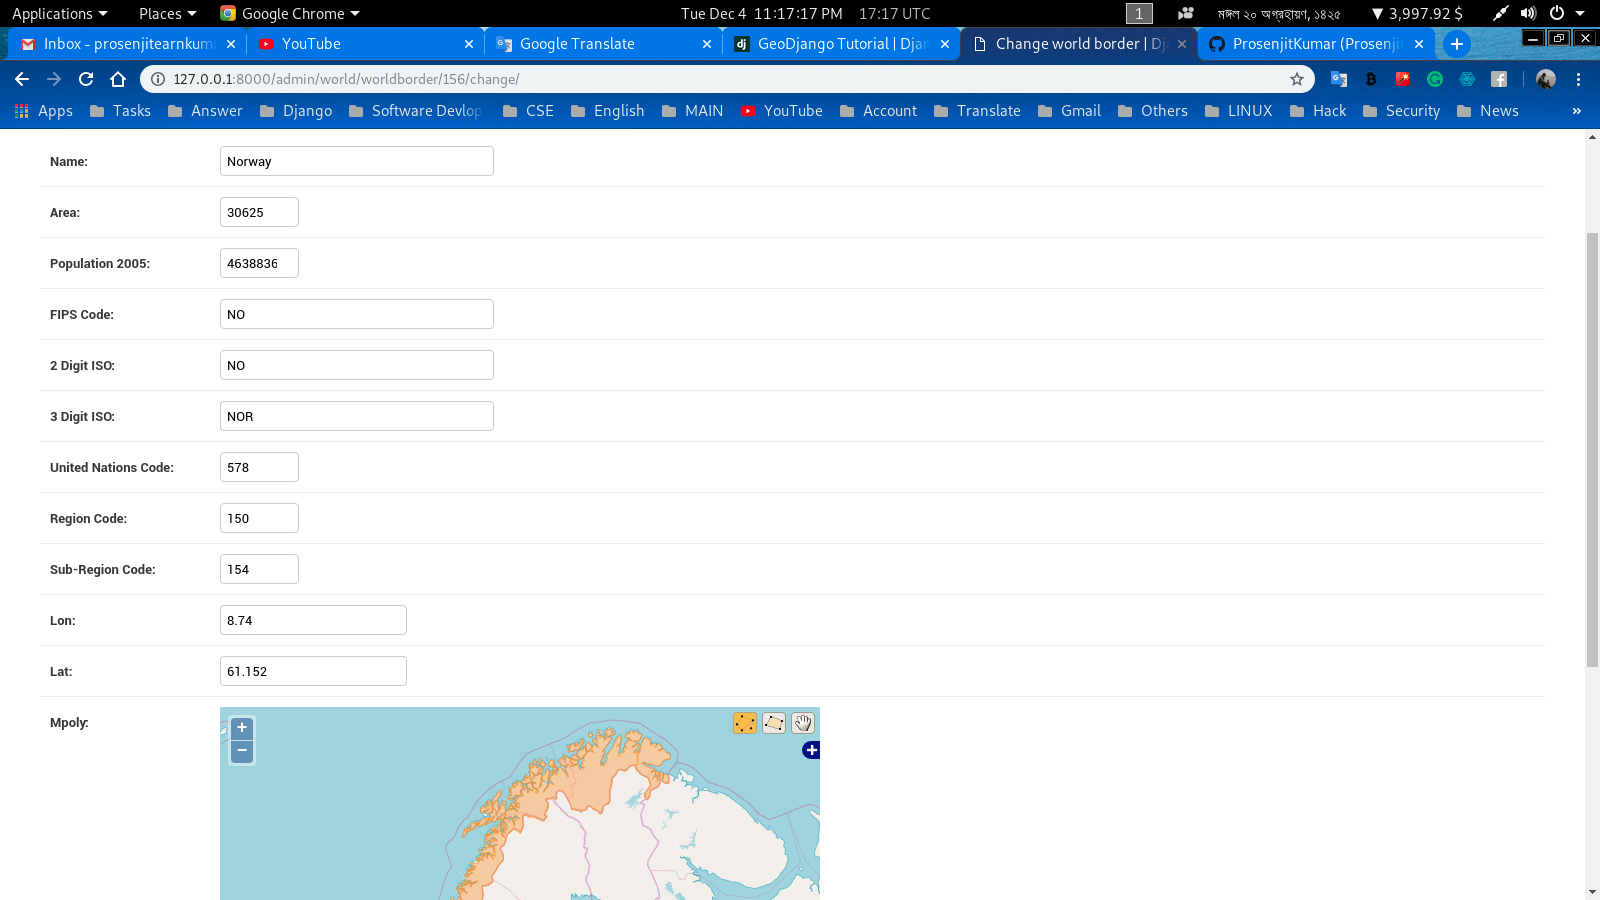 Applications Places Google Chrome Tue Dec 4 11:17:17 PM 17:17 UTC 1 মঙ্গল ২০ অগ্রহায়ণ, ১৪২৫ ▼ 3,997.92 $
Inbox - prosenjitearnkum YouTube Google Translate GeoDjango Tutorial | Djan Change world border | Dj ProsenjitKumar (Prosenjit
127.0.0.1:8000/admin/world/worldborder/156/change/
Apps Tasks Answer Django Software Devlop CSE English MAIN YouTube Account Translate Gmail Others LINUX Hack Security News »
Name: Norway
Area: 30625
Population 2005: 4638836
FIPS Code: NO
2 Digit ISO: NO
3 Digit ISO: NOR
United Nations Code: 578
Region Code: 150
Sub-Region Code: 154
Lon: 8.74
Lat: 61.152
Mpoly:
+
−